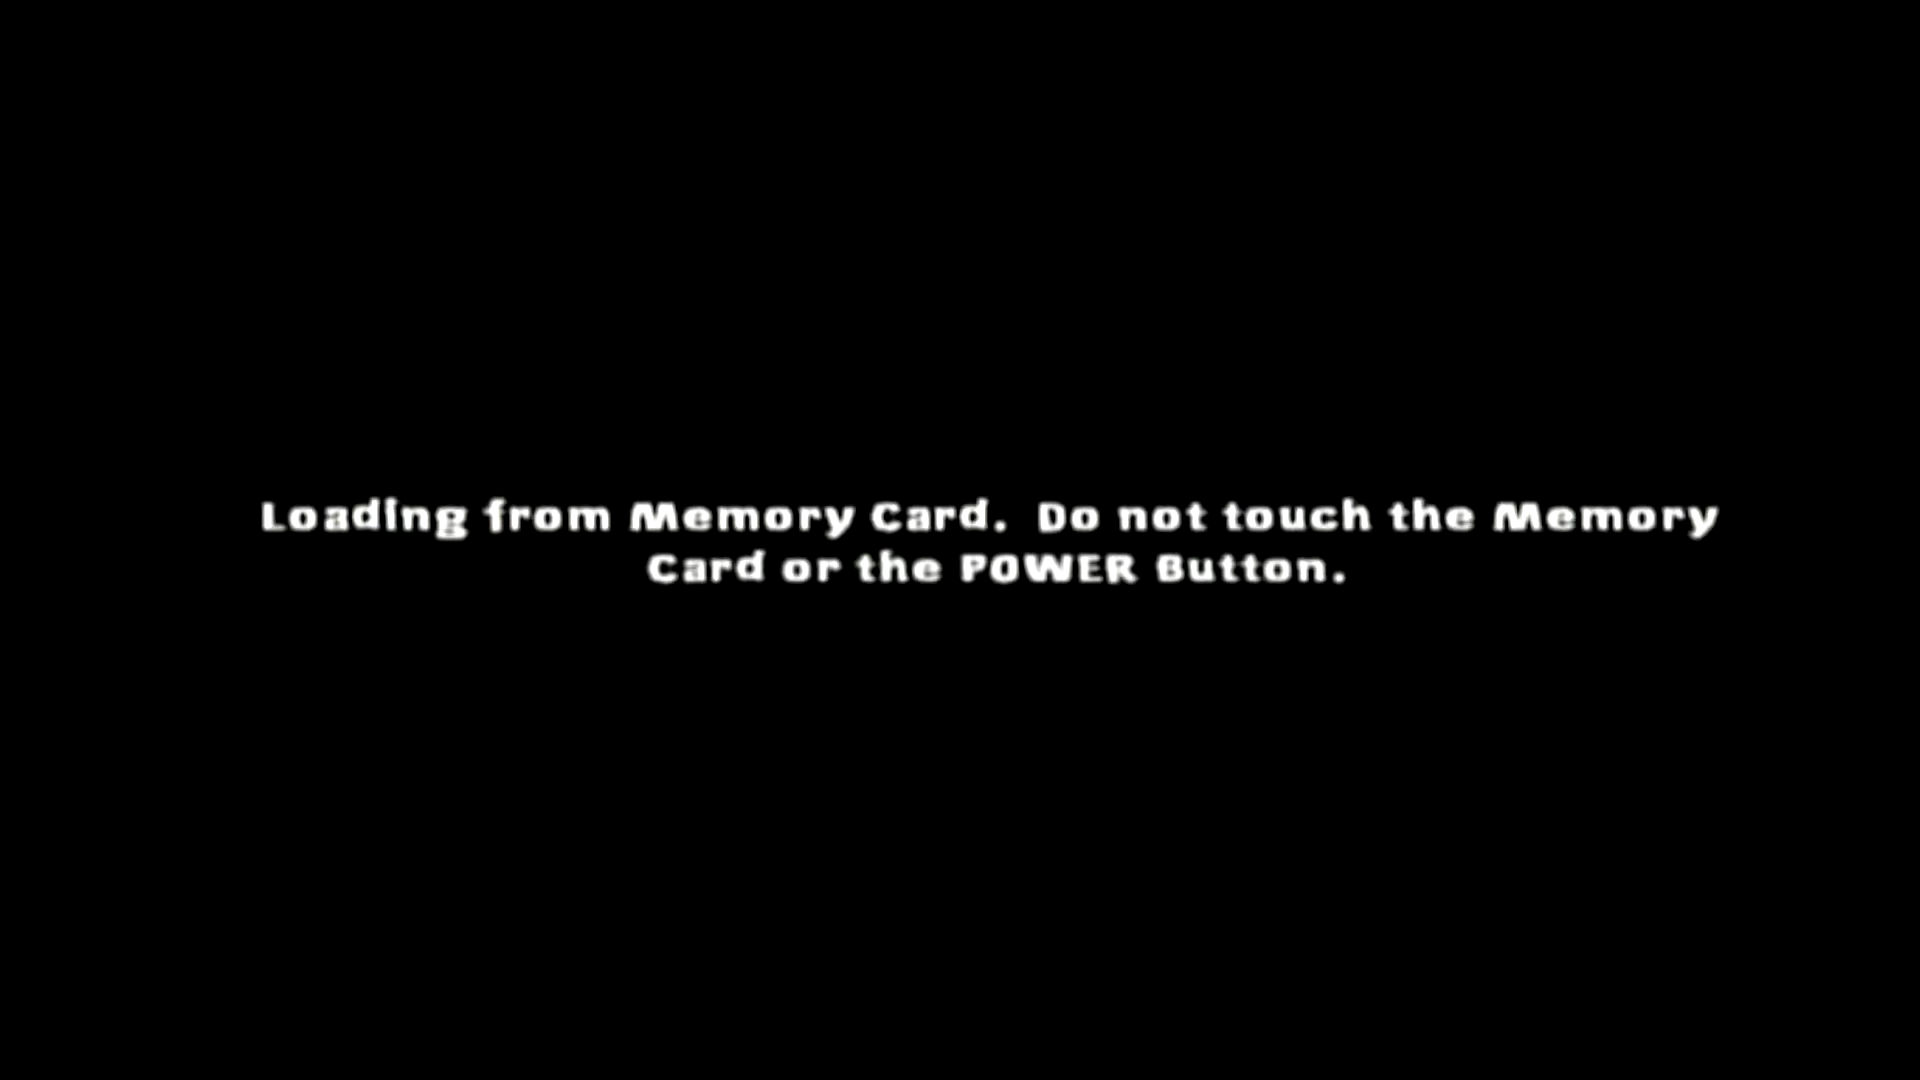 Loading from Memory Card.  Do not touch the Memory
Card or the POWER Button.